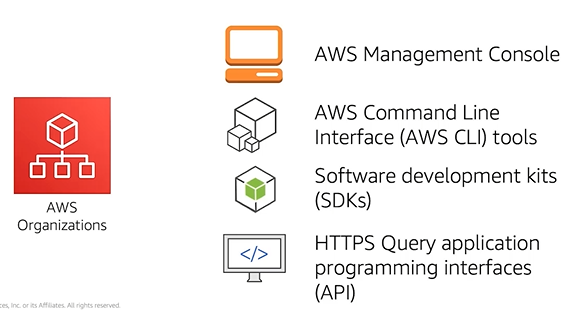 AWS Management Console
AWS Command Line
Interface (AWS CLI) tools
Software development kits
(SDKs)
</>
HTTPS Query application
programming interfaces
(API)
AWS
Organizations
ces, Inc. or its Affiliates. All rights reserved.